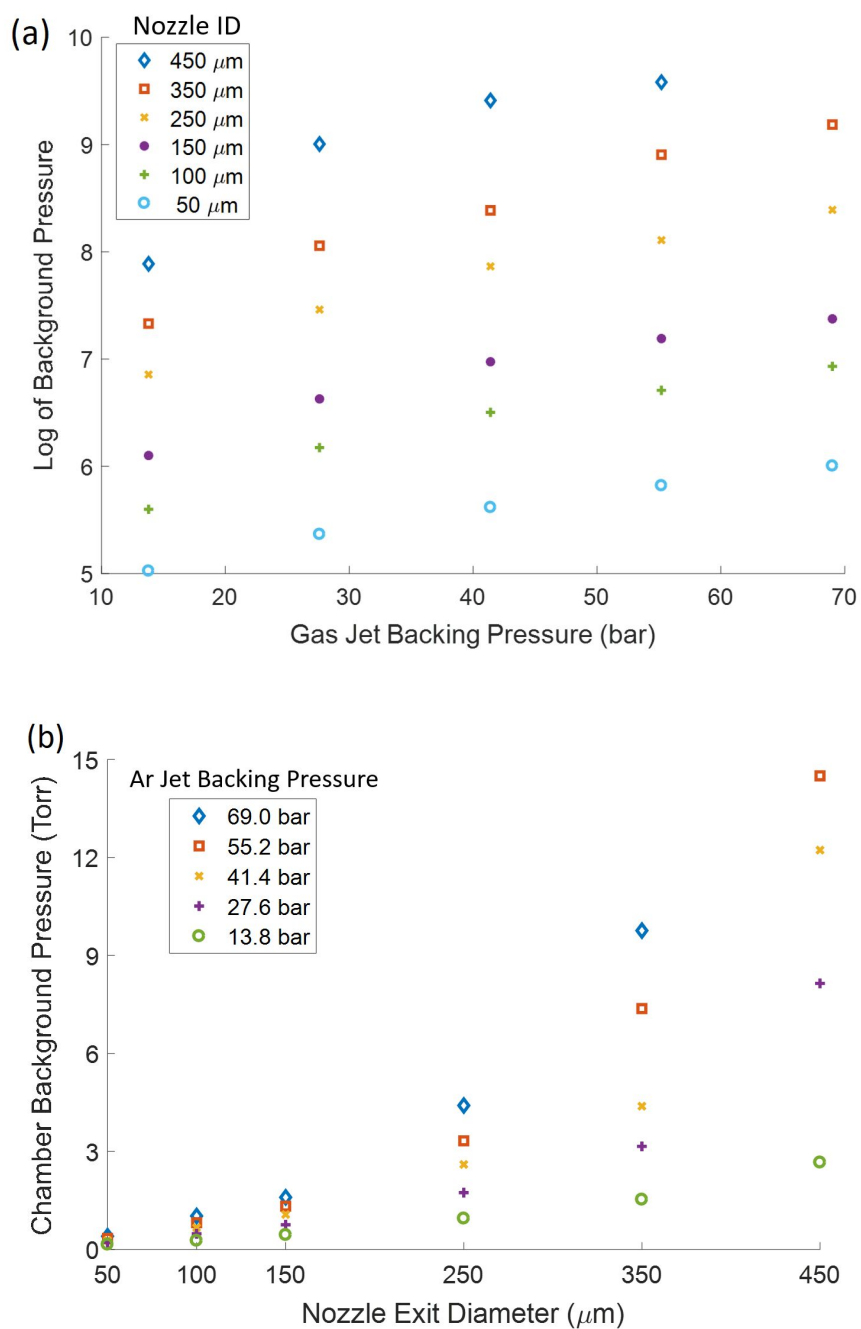 (a)
Nozzle ID
450 μm
350 μm
250 μm
150 μm
100 μm
50 μm
10
9
8
7
6
5
Log of Background Pressure
10 20 30 40 50 60 70
Gas Jet Backing Pressure (bar)
(b)
Ar Jet Backing Pressure
69.0 bar
55.2 bar
41.4 bar
27.6 bar
13.8 bar
15
12
9
6
3
0
Chamber Background Pressure (Torr)
50 100 150 250 350 450
Nozzle Exit Diameter (μm)